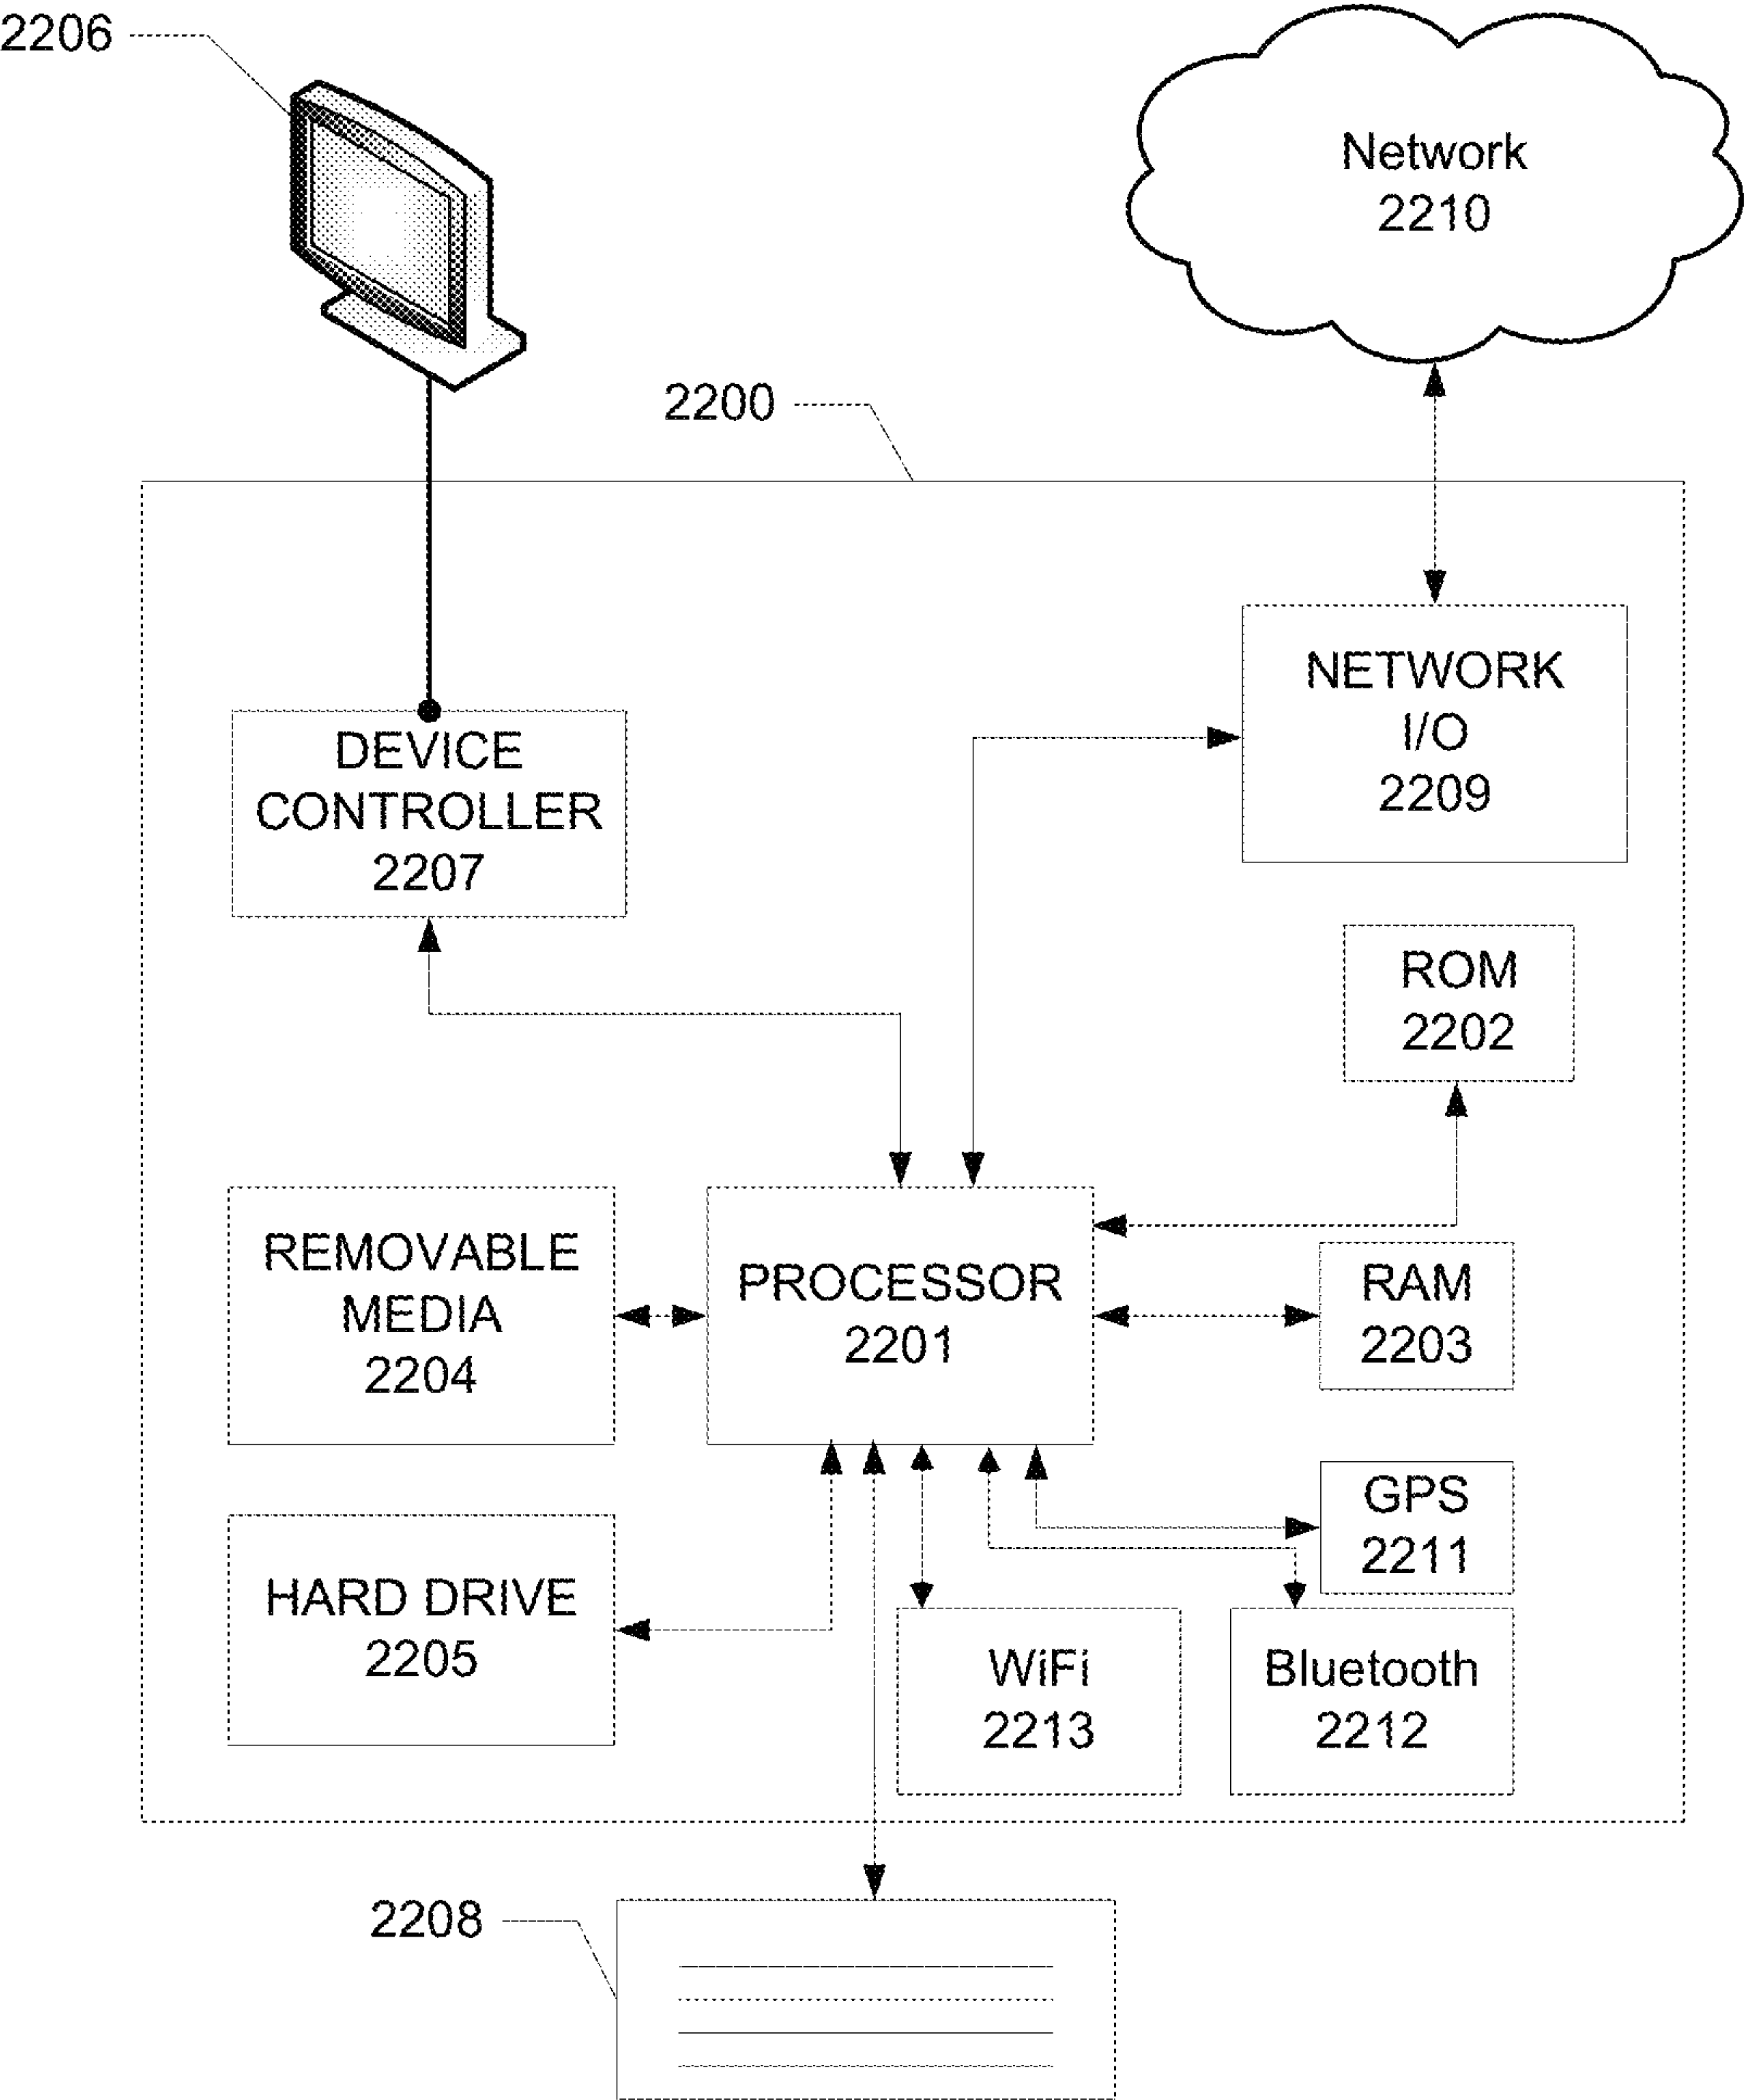 2206
Network
2210
2200
NETWORK
I/O
2209
DEVICE
CONTROLLER
2207
ROM
2202
REMOVABLE
MEDIA
2204
PROCESSOR
2201
RAM
2203
GPS
2211
HARD DRIVE
2205
WiFi
2213
Bluetooth
2212
2208